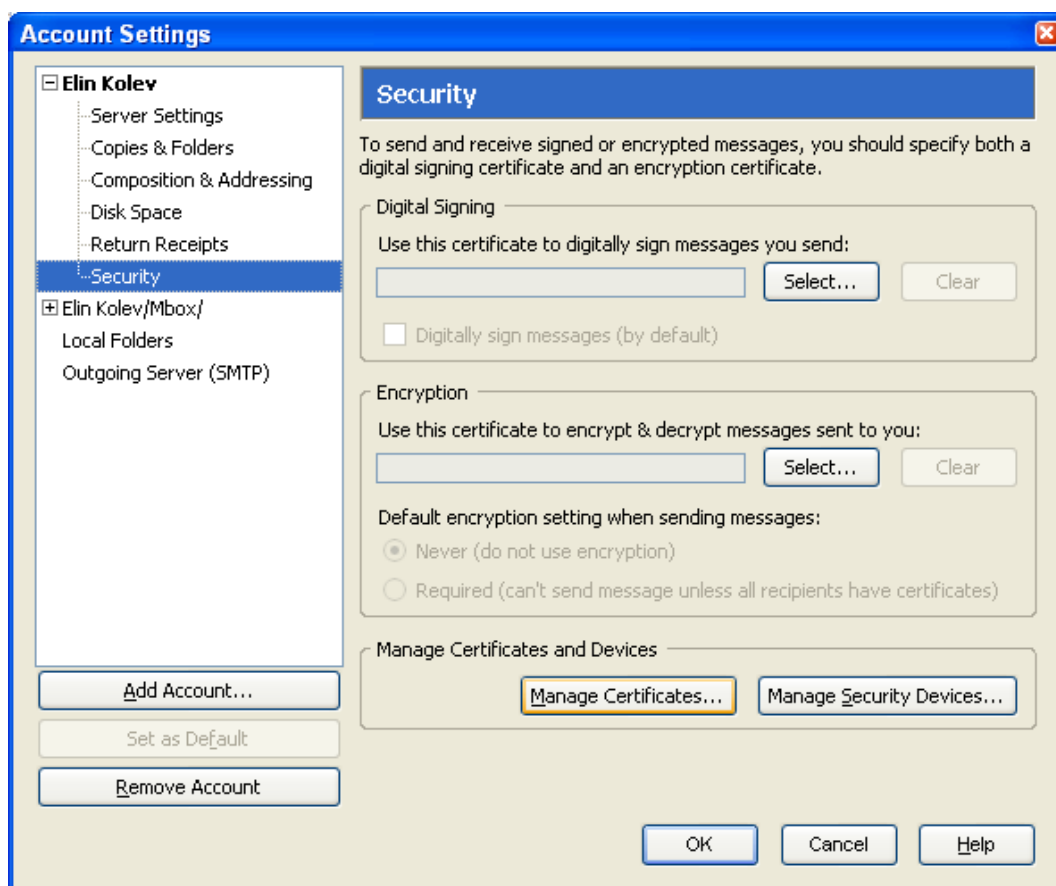 Account Settings
Elin Kolev
Server Settings
Copies & Folders
Composition & Addressing
Disk Space
Return Receipts
Security
Elin Kolev/Mbox/
Local Folders
Outgoing Server (SMTP)
Add Account...
Set as Default
Remove Account
Security
To send and receive signed or encrypted messages, you should specify both a
digital signing certificate and an encryption certificate.
Digital Signing
Use this certificate to digitally sign messages you send:
Select...
Clear
Digitally sign messages (by default)
Encryption
Use this certificate to encrypt & decrypt messages sent to you:
Select...
Clear
Default encryption setting when sending messages:
Never (do not use encryption)
Required (can't send message unless all recipients have certificates)
Manage Certificates and Devices
Manage Certificates...
Manage Security Devices...
OK
Cancel
Help